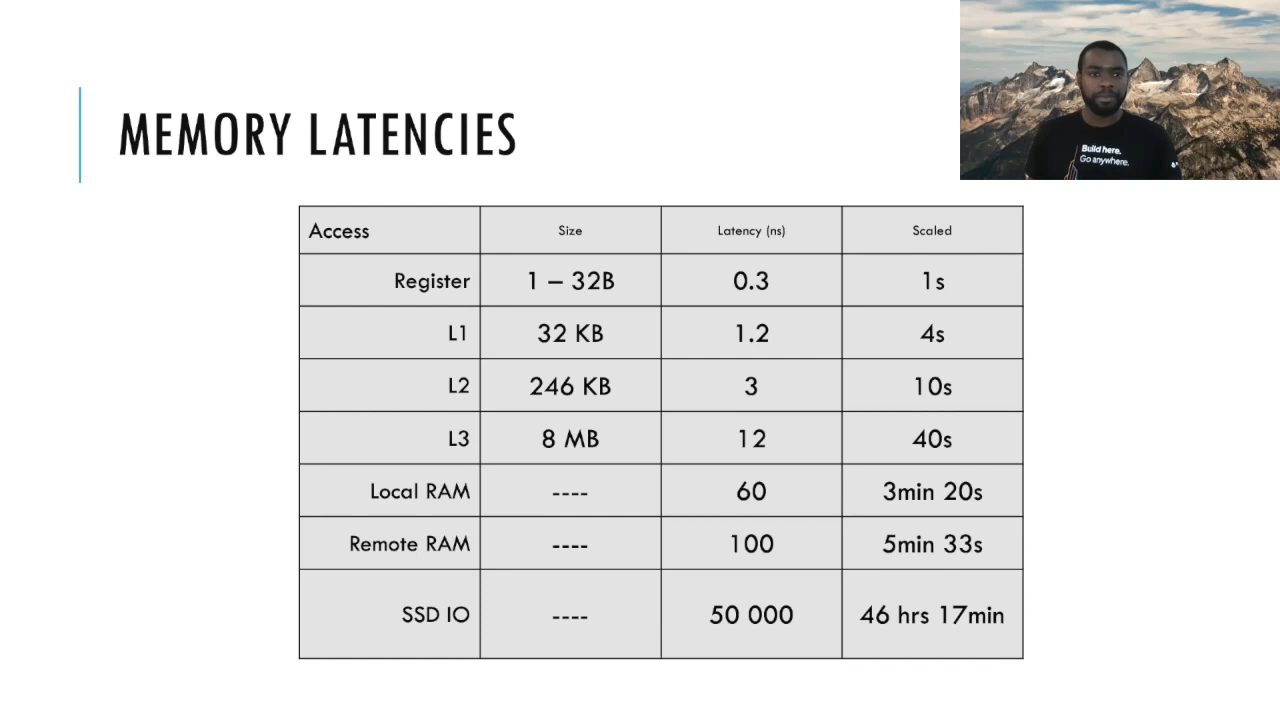 MEMORY LATENCIES
Build here.
Go anywhere.
Access Size Latency (ns) Scaled
Register 1 – 32B 0.3 1s
L1 32 KB 1.2 4s
L2 246 KB 3 10s
L3 8 MB 12 40s
Local RAM ---- 60 3min 20s
Remote RAM ---- 100 5min 33s
SSD IO ---- 50 000 46 hrs 17min